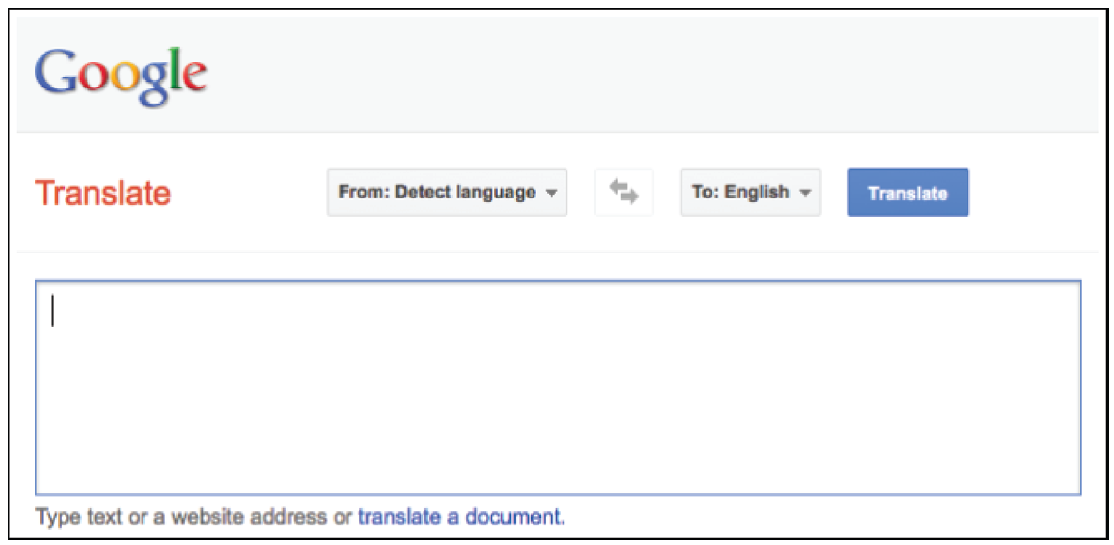 Google
Translate From: Detect language To: English Translate
Type text or a website address or translate a document.